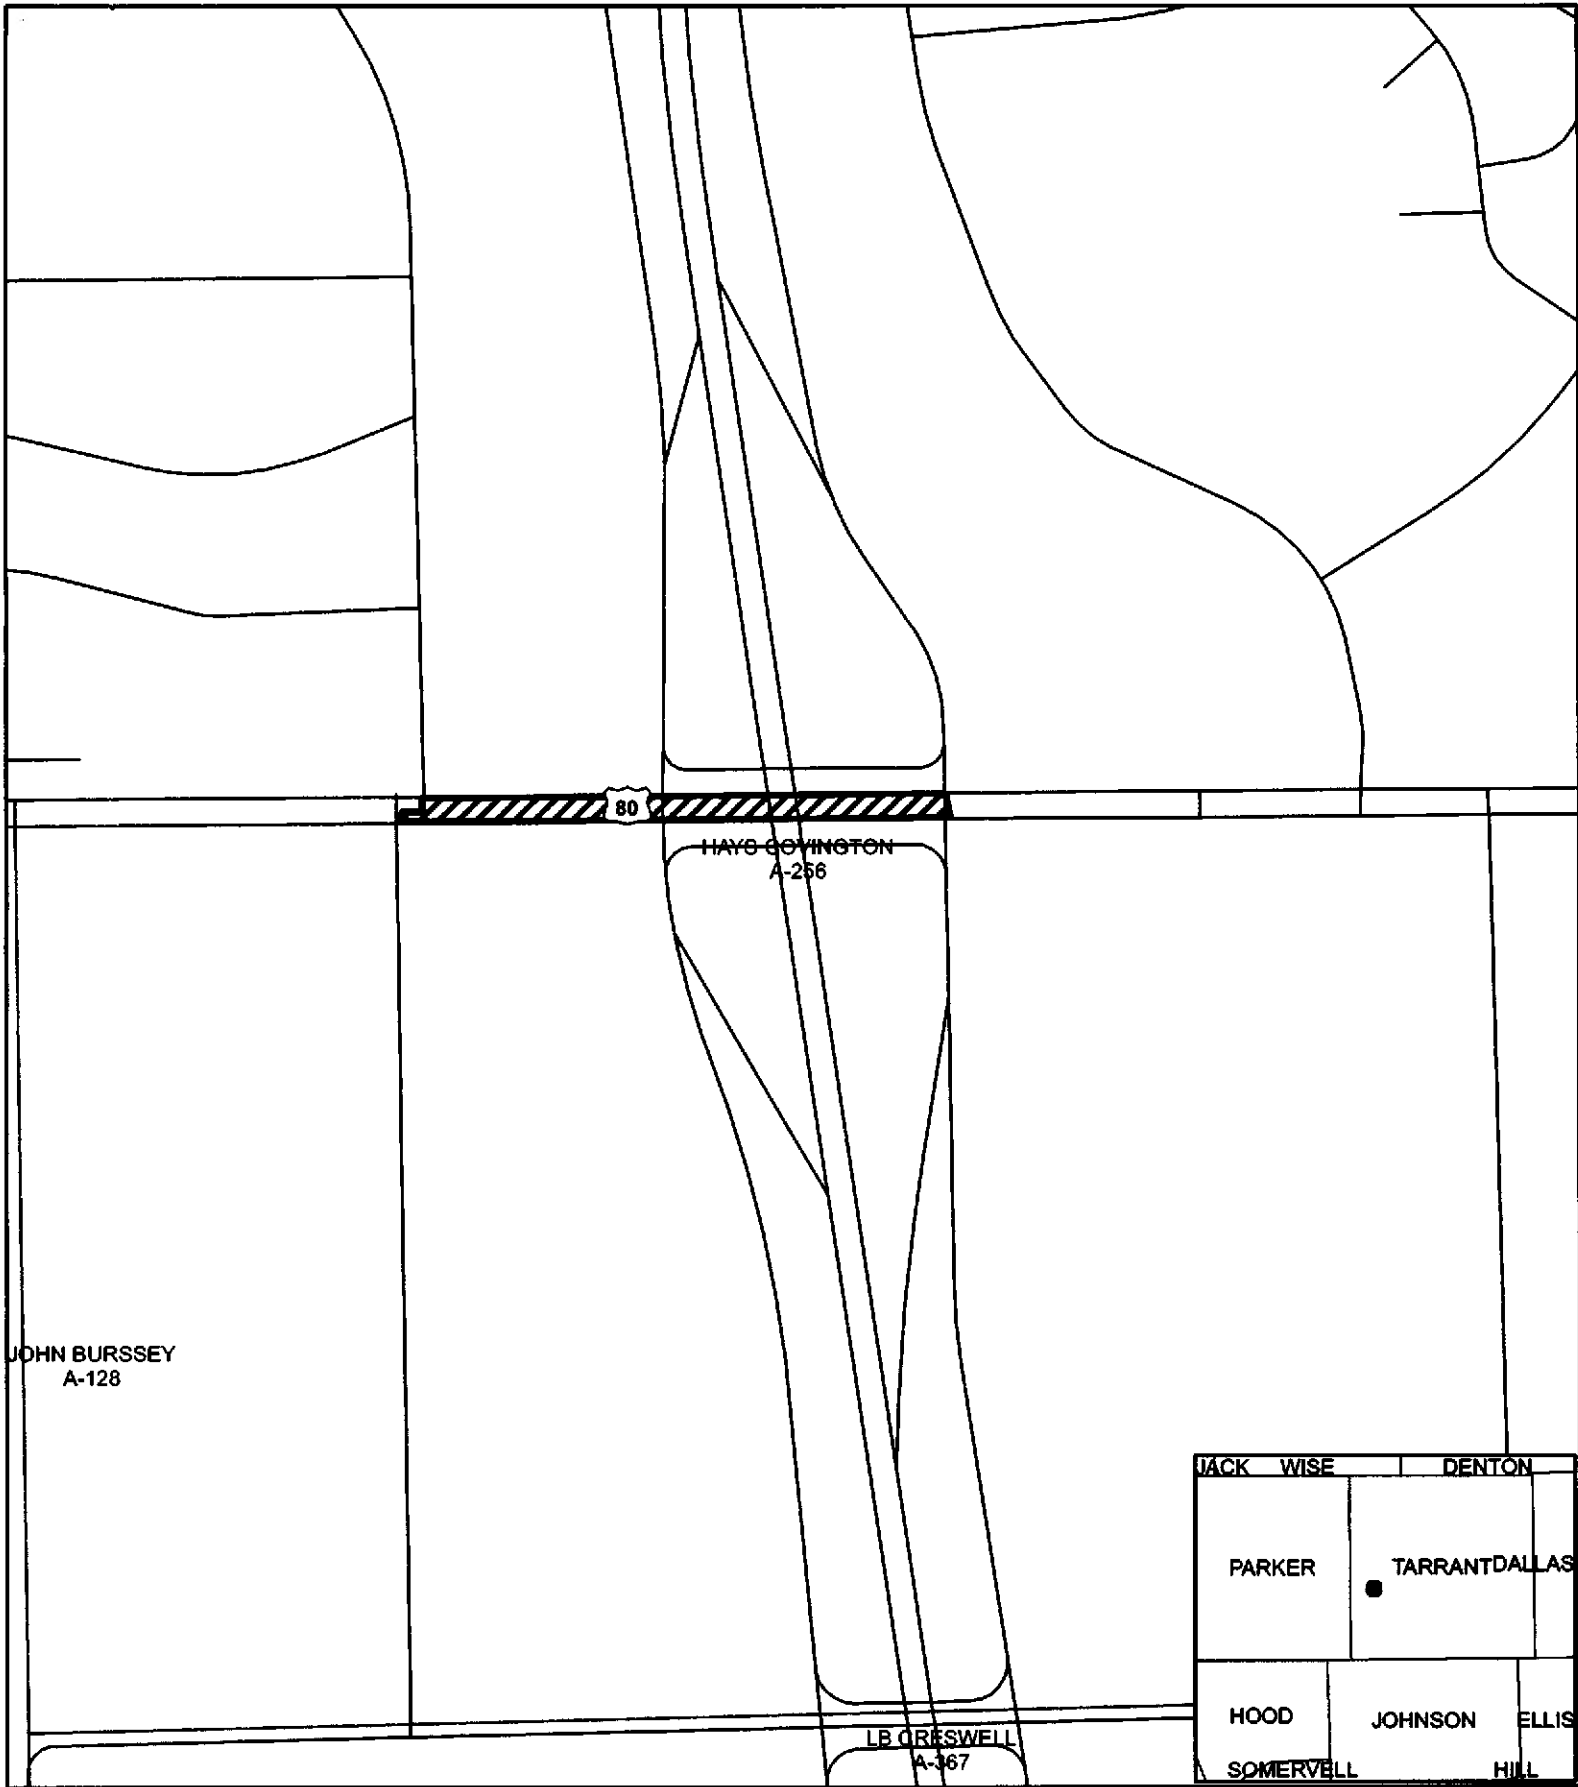 80
HAYS COVINGTON
A-256
JOHN BURSSEY
A-128
LB CRESWELL
A-367
JACK WISE DENTON
PARKER TARRANT DALLAS
HOOD JOHNSON ELLIS
SOMERVELL HILL